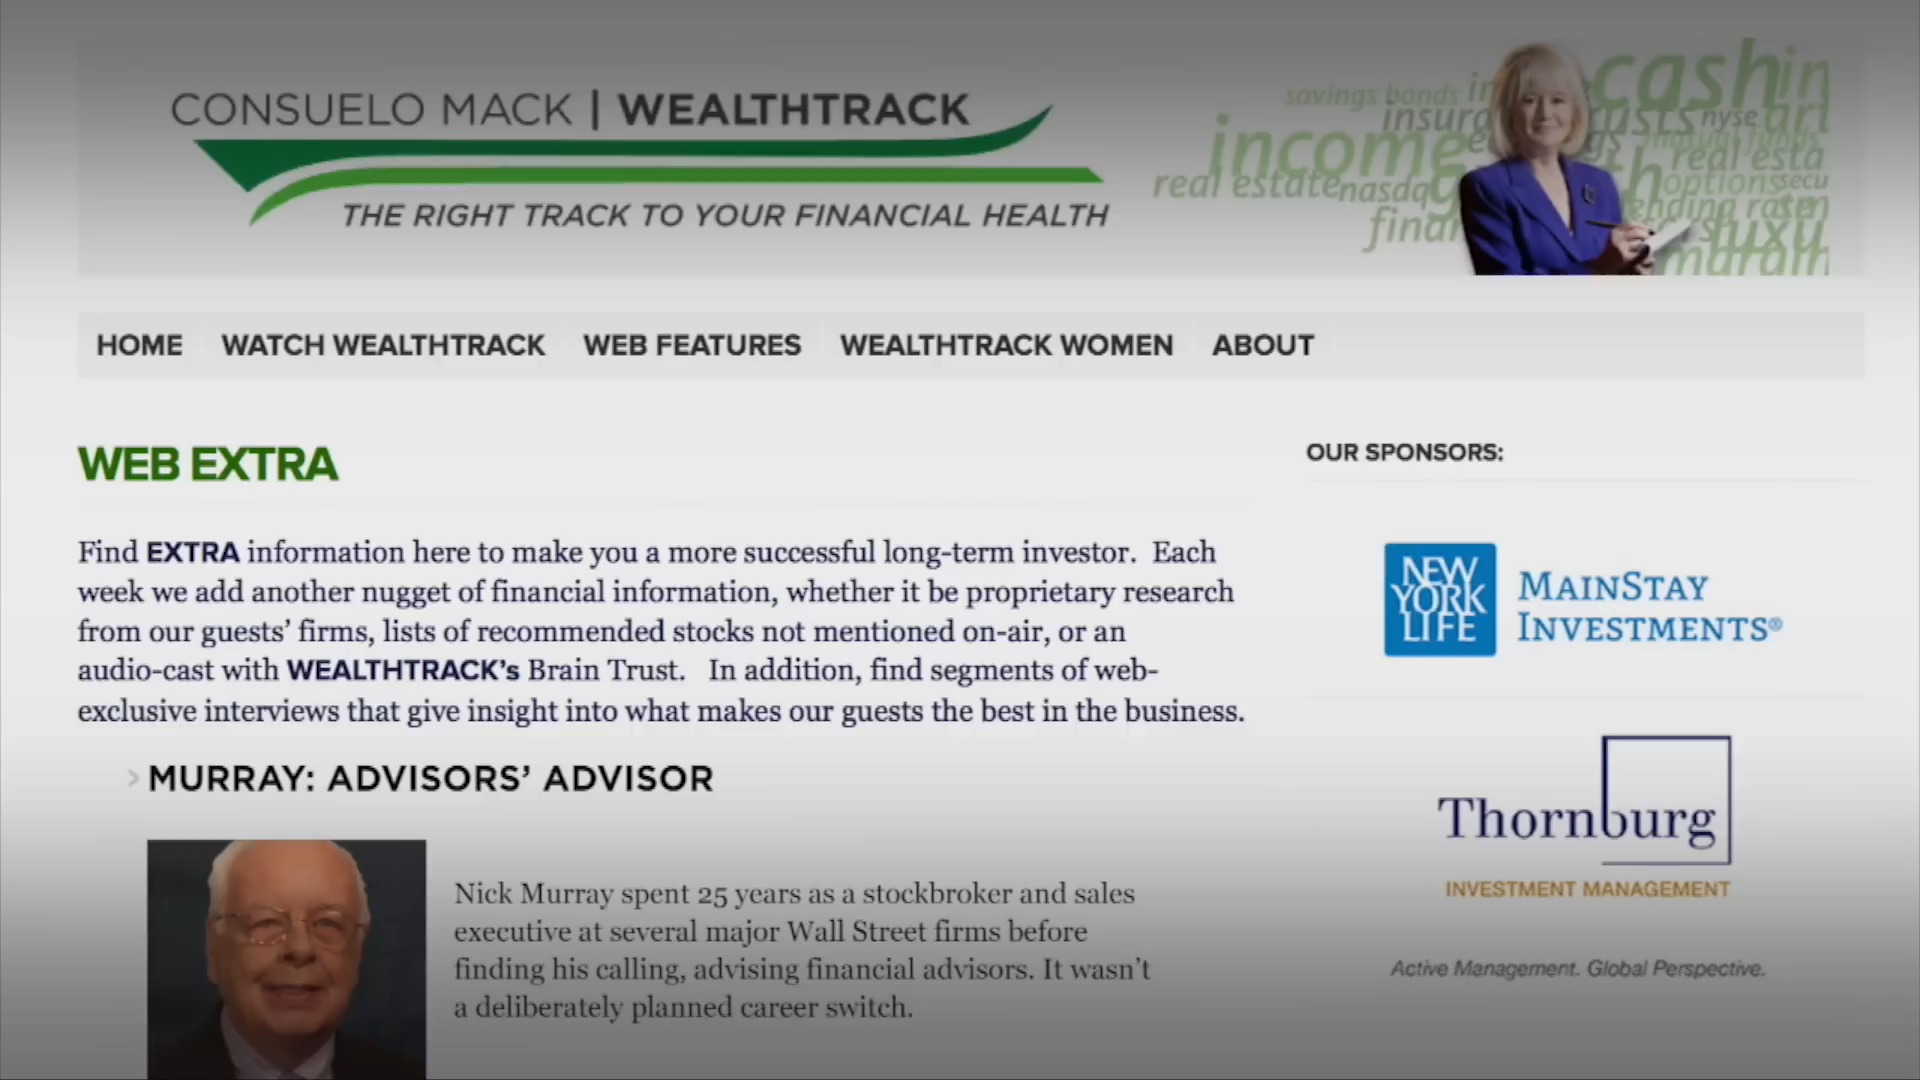 CONSUELO MACK | WEALTHTRACK
THE RIGHT TRACK TO YOUR FINANCIAL HEALTH
cash
savings bonds
nyse
income
real esta
real estate
nasdaq
options
HOME WATCH WEALTHTRACK WEB FEATURES WEALTHTRACK WOMEN ABOUT
WEB EXTRA
Find EXTRA information here to make you a more successful long-term investor. Each
week we add another nugget of financial information, whether it be proprietary research
from our guests’ firms, lists of recommended stocks not mentioned on-air, or an
audio-cast with WEALTHTRACK’s Brain Trust. In addition, find segments of web-
exclusive interviews that give insight into what makes our guests the best in the business.
› MURRAY: ADVISORS’ ADVISOR
Nick Murray spent 25 years as a stockbroker and sales
executive at several major Wall Street firms before
finding his calling, advising financial advisors. It wasn’t
a deliberately planned career switch.
OUR SPONSORS:
NEW
YORK
LIFE
MAINSTAY
INVESTMENTS®
Thornburg
INVESTMENT MANAGEMENT
Active Management. Global Perspective.